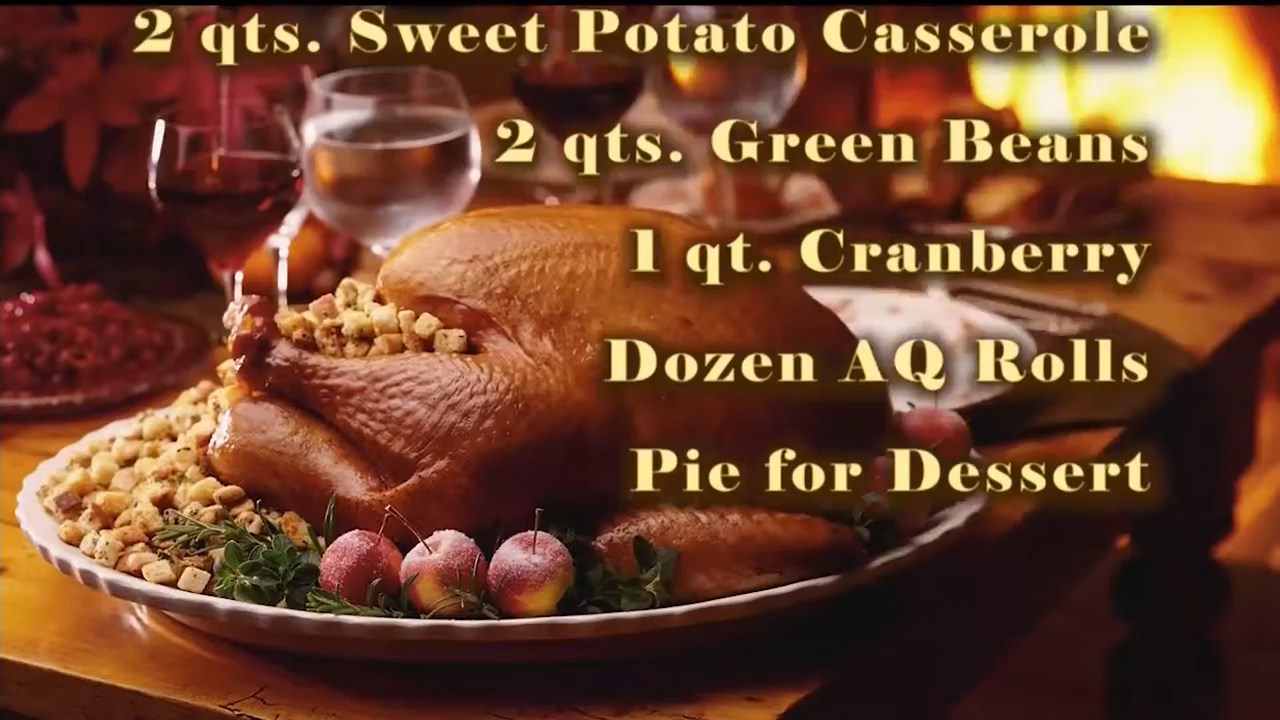 2 qts. Sweet Potato Casserole
2 qts. Green Beans
1 qt. Cranberry
Dozen AQ Rolls
Pie for Dessert